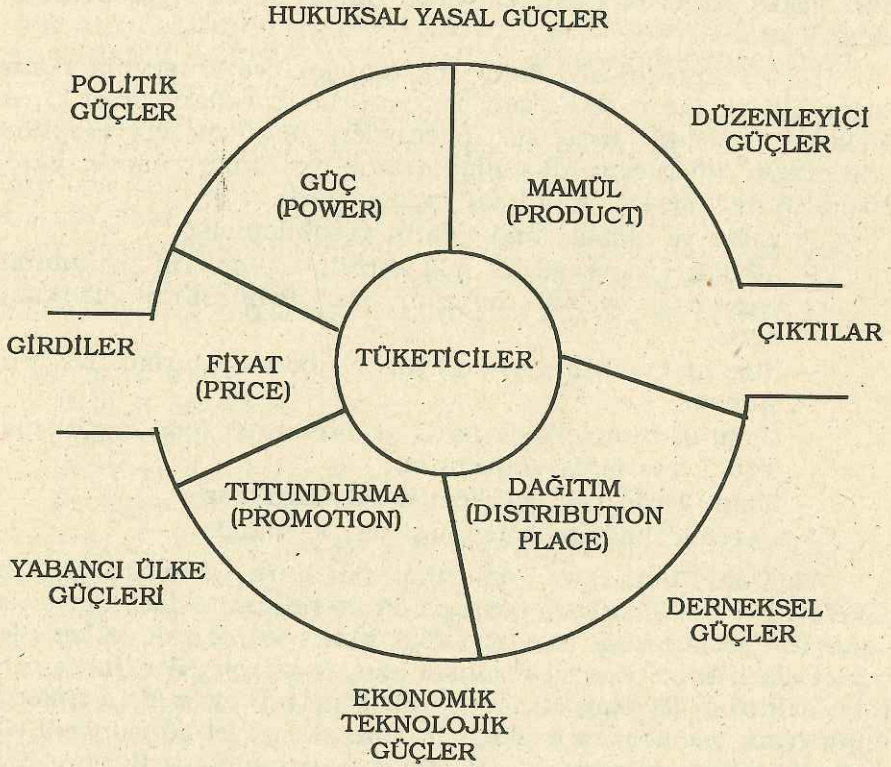 HUKUKSAL YASAL GÜÇLER
POLİTİK
GÜÇLER
DÜZENLEYİCİ
GÜÇLER
GÜÇ
(POWER)
MAMÜL
(PRODUCT)
GİRDİLER
FİYAT
(PRICE)
TÜKETİCİLER
ÇIKTILAR
TUTUNDURMA
(PROMOTION)
DAĞITIM
(DISTRIBUTION
PLACE)
YABANCI ÜLKE
GÜÇLERİ
DERNEKSEL
GÜÇLER
EKONOMİK
TEKNOLOJİK
GÜÇLER